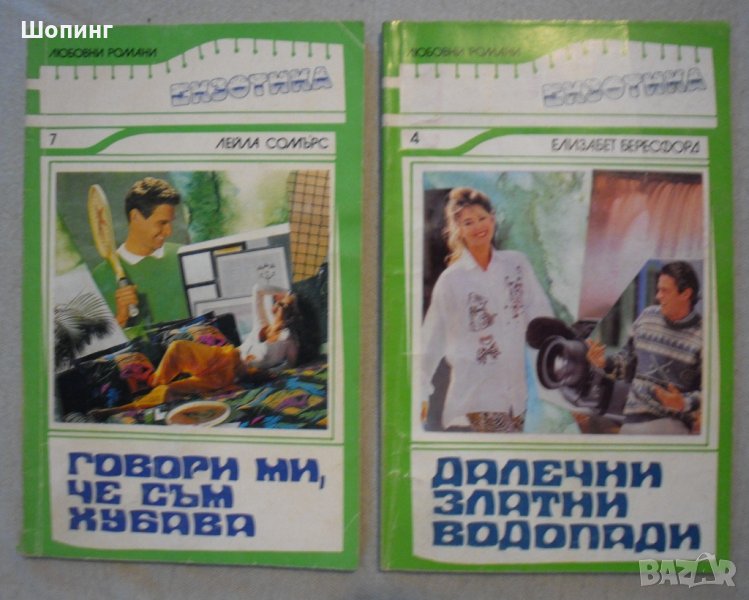 Шопинг
ЛЮБОВНИ РОМАНИ
ЕКЗОТИКА
7
ЛЕЙЛА СОМЪРС
ГОВОРИ МИ,
ЧЕ СЪМ
ХУБАВА
ЛЮБОВНИ РОМАНИ
ЕКЗОТИКА
4
ЕЛИЗАБЕТ БЕРЕСФОРД
ДАЛЕЧНИ
ЗЛАТНИ
ВОДОПАДИ
BAZAR